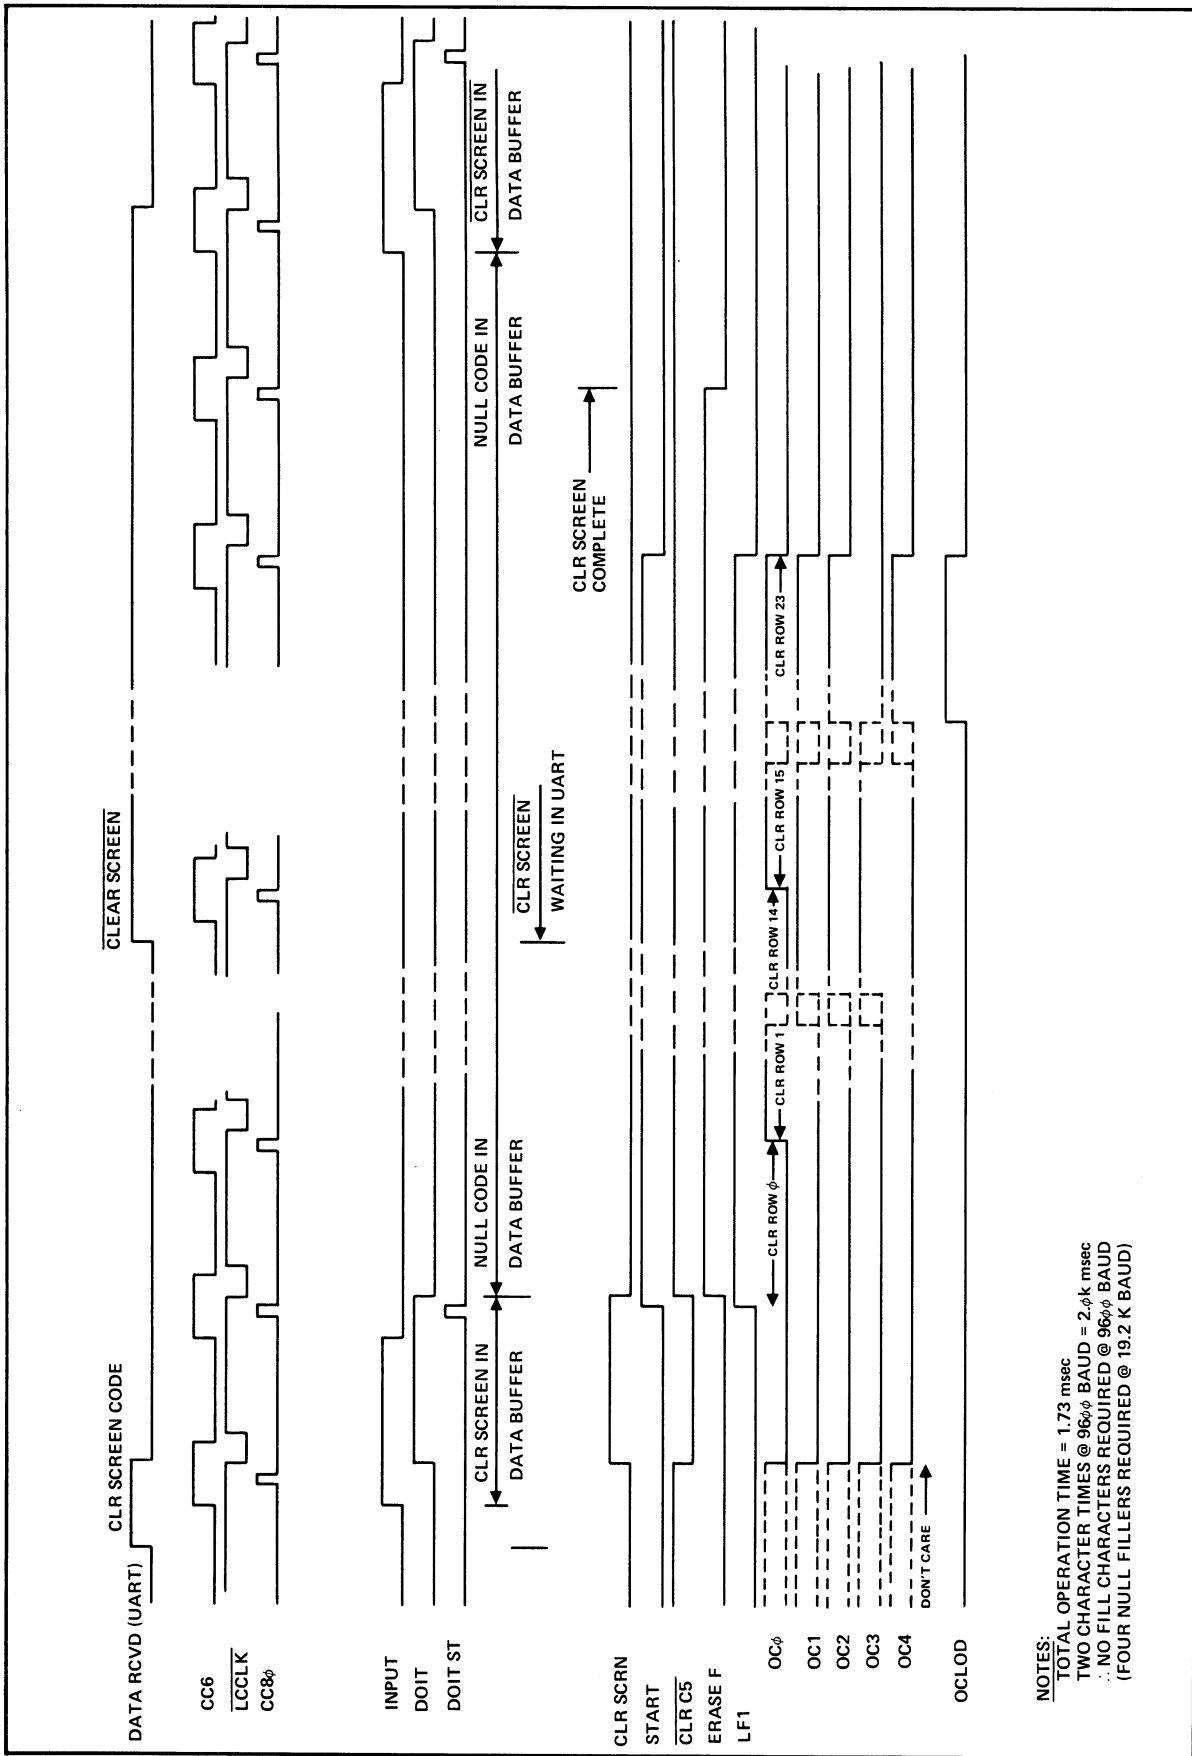 DATA RCVD (UART)
CLR SCREEN CODE
CLEAR SCREEN
CC6
LCCLK
CC8ϕ
INPUT
DOIT
DOIT ST
CLR SCREEN IN
DATA BUFFER
NULL CODE IN
DATA BUFFER
NULL CODE IN
DATA BUFFER
CLR SCREEN IN
DATA BUFFER
CLR SCREEN
WAITING IN UART
CLR SCREEN
COMPLETE
CLR SCRN
START
CLR C5
ERASE F
LF1
OCϕ
CLR ROW ϕ
CLR ROW 1
CLR ROW 14
CLR ROW 15
CLR ROW 23
OC1
OC2
OC3
OC4
DON'T CARE
OCLOD
NOTES:
TOTAL OPERATION TIME = 1.73 msec
TWO CHARACTER TIMES @ 96ϕϕ BAUD = 2.ϕk msec
∴ NO FILL CHARACTERS REQUIRED @ 96ϕϕ BAUD
(FOUR NULL FILLERS REQUIRED @ 19.2 K BAUD)